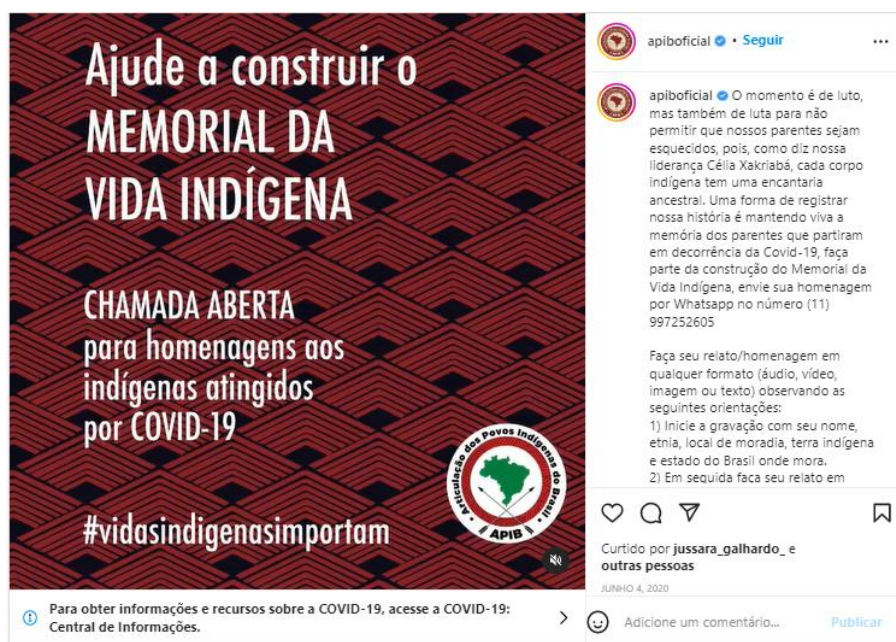 Ajude a construir o
MEMORIAL DA
VIDA INDÍGENA
CHAMADA ABERTA
para homenagens aos
indígenas atingidos
por COVID-19
#vidasindigenasimportam
Articulação dos Povos Indígenas do Brasil
APIB
Para obter informações e recursos sobre a COVID-19, acesse a COVID-19:
Central de Informações.
apiboficial • Seguir
apiboficial O momento é de luto,
mas também de luta para não
permitir que nossos parentes sejam
esquecidos, pois, como diz nossa
liderança Célia Xakriabá, cada corpo
indígena tem uma encantaria
ancestral. Uma forma de registrar
nossa história é mantendo viva a
memória dos parentes que partiram
em decorrência da Covid-19, faça
parte da construção do Memorial da
Vida Indígena, envie sua homenagem
por Whatsapp no número (11)
997252605
Faça seu relato/homenagem em
qualquer formato (áudio, vídeo,
imagem ou texto) observando as
seguintes orientações:
1) Inicie a gravação com seu nome,
etnia, local de moradia, terra indígena
e estado do Brasil onde mora.
2) Em seguida faça seu relato em
Curtido por jussara_galhardo_ e
outras pessoas
JUNHO 4, 2020
Adicione um comentário... Publicar